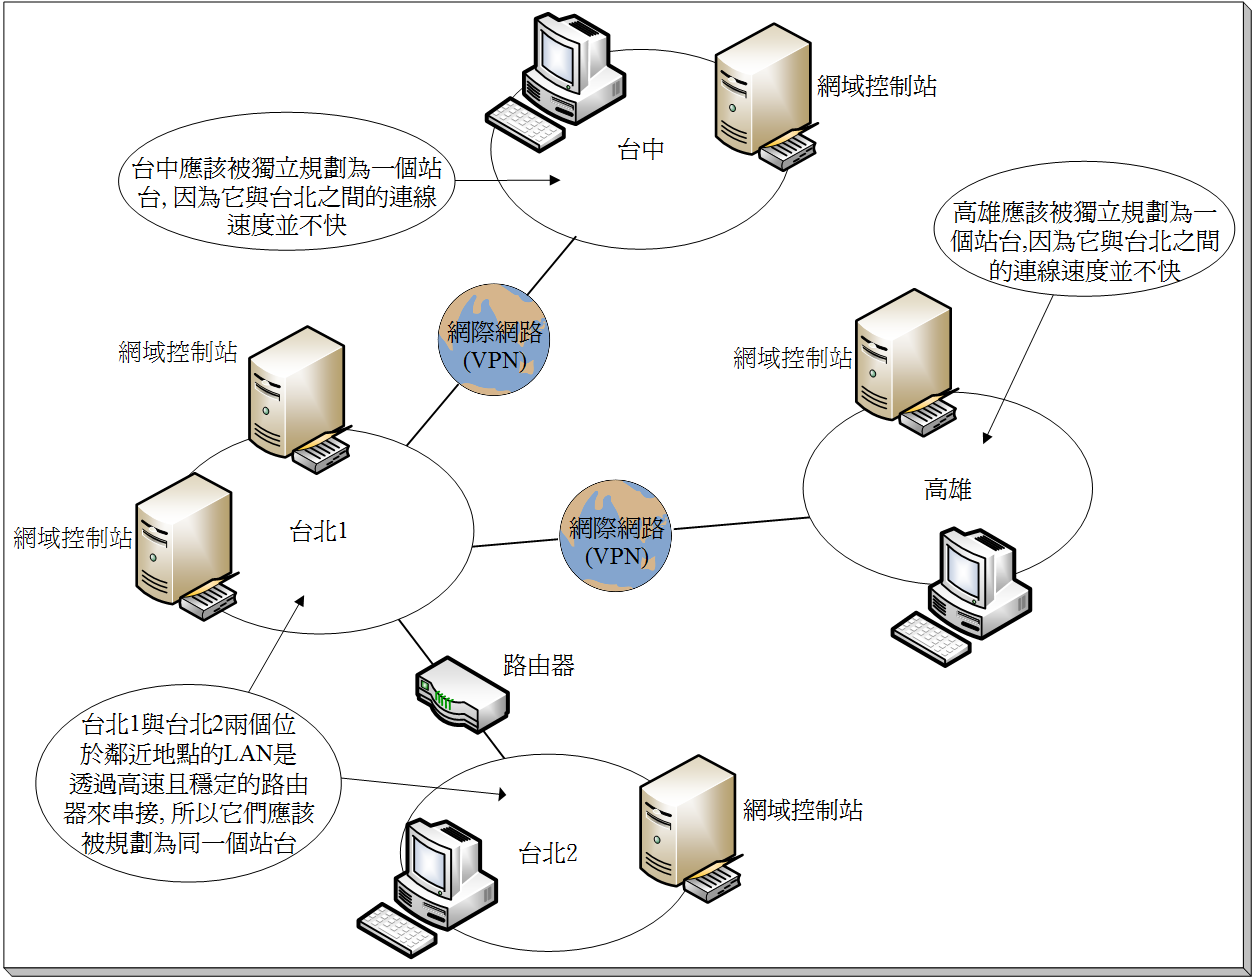 網域控制站
台中
台中應該被獨立規劃為一個站
台, 因為它與台北之間的連線
速度並不快
高雄應該被獨立規劃為一
個站台,因為它與台北之間
的連線速度並不快
網際網路
(VPN)
網域控制站
網域控制站
高雄
網域控制站
台北1
網際網路
(VPN)
路由器
台北1與台北2兩個位
於鄰近地點的LAN是
透過高速且穩定的路由
器來串接, 所以它們應該
被規劃為同一個站台
網域控制站
台北2